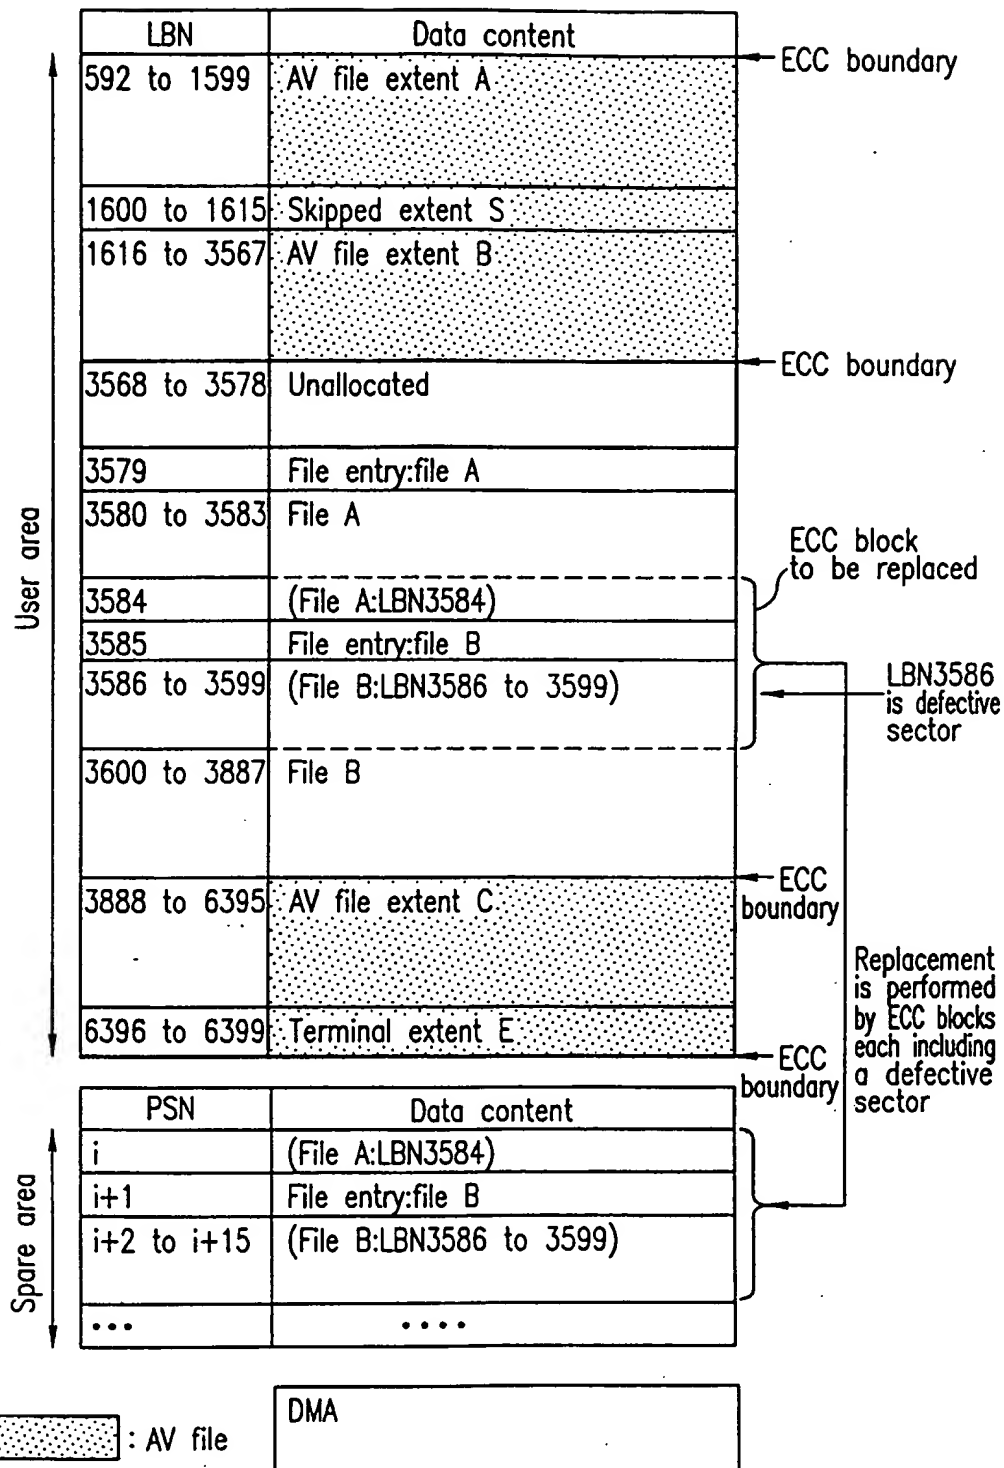 LBN Data content
592 to 1599 AV file extent A
ECC boundary
1600 to 1615 Skipped extent S
1616 to 3567 AV file extent B
ECC boundary
3568 to 3578 Unallocated
3579 File entry:file A
3580 to 3583 File A
ECC block
to be replaced
3584 (File A:LBN3584)
3585 File entry:file B
3586 to 3599 (File B:LBN3586 to 3599)
LBN3586
is defective
sector
3600 to 3887 File B
User area
ECC
boundary
3888 to 6395 AV file extent C
6396 to 6399 Terminal extent E
ECC
boundary
Replacement
is performed
by ECC blocks
each including
a defective
sector
PSN Data content
i (File A:LBN3584)
i+1 File entry:file B
i+2 to i+15 (File B:LBN3586 to 3599)
••• ••••
Spare area
DMA
: AV file